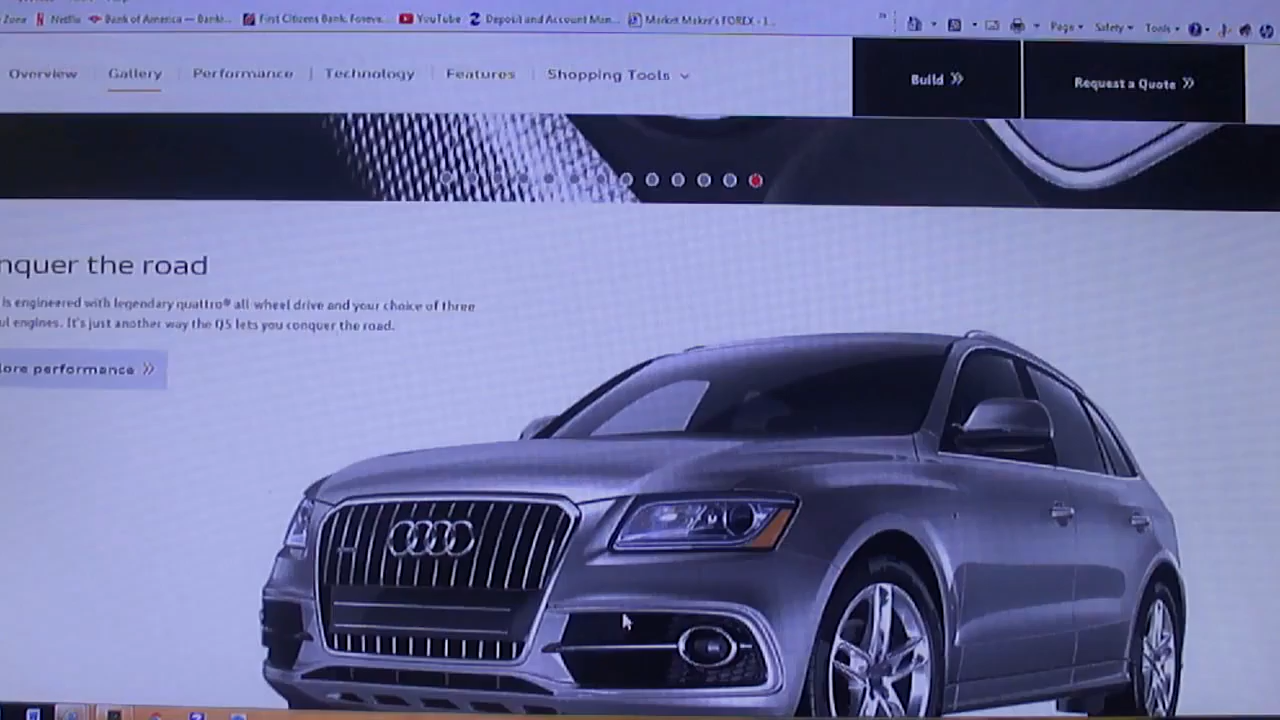 Zone Netflix Bank of America — Banki... First Citizens Bank, Foreve... YouTube Deposit and Account Man... Market Maker's FOREX - 1...
Page Safety Tools
Overview Gallery Performance Technology Features Shopping Tools
Build » Request a Quote »
nquer the road
is engineered with legendary quattro® all wheel drive and your choice of three
ul engines. It's just another way the Q5 lets you conquer the road.
ore performance »